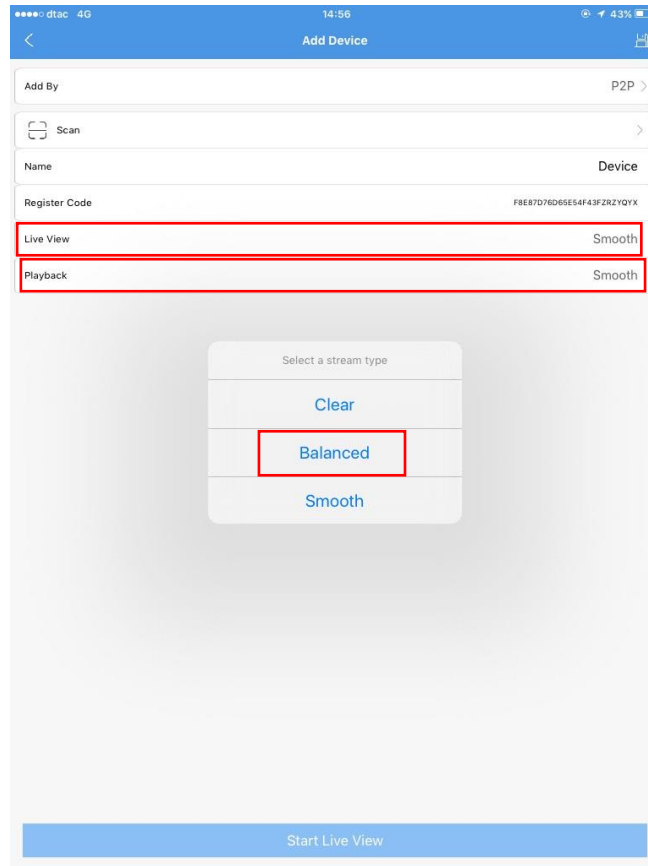 dtac 4G 14:56 43%
Add Device
Add By P2P
Scan
Name Device
Register Code F8E87D76D65E54F43FZRZYQYX
Live View Smooth
Playback Smooth
Select a stream type
Clear
Balanced
Smooth
Start Live View